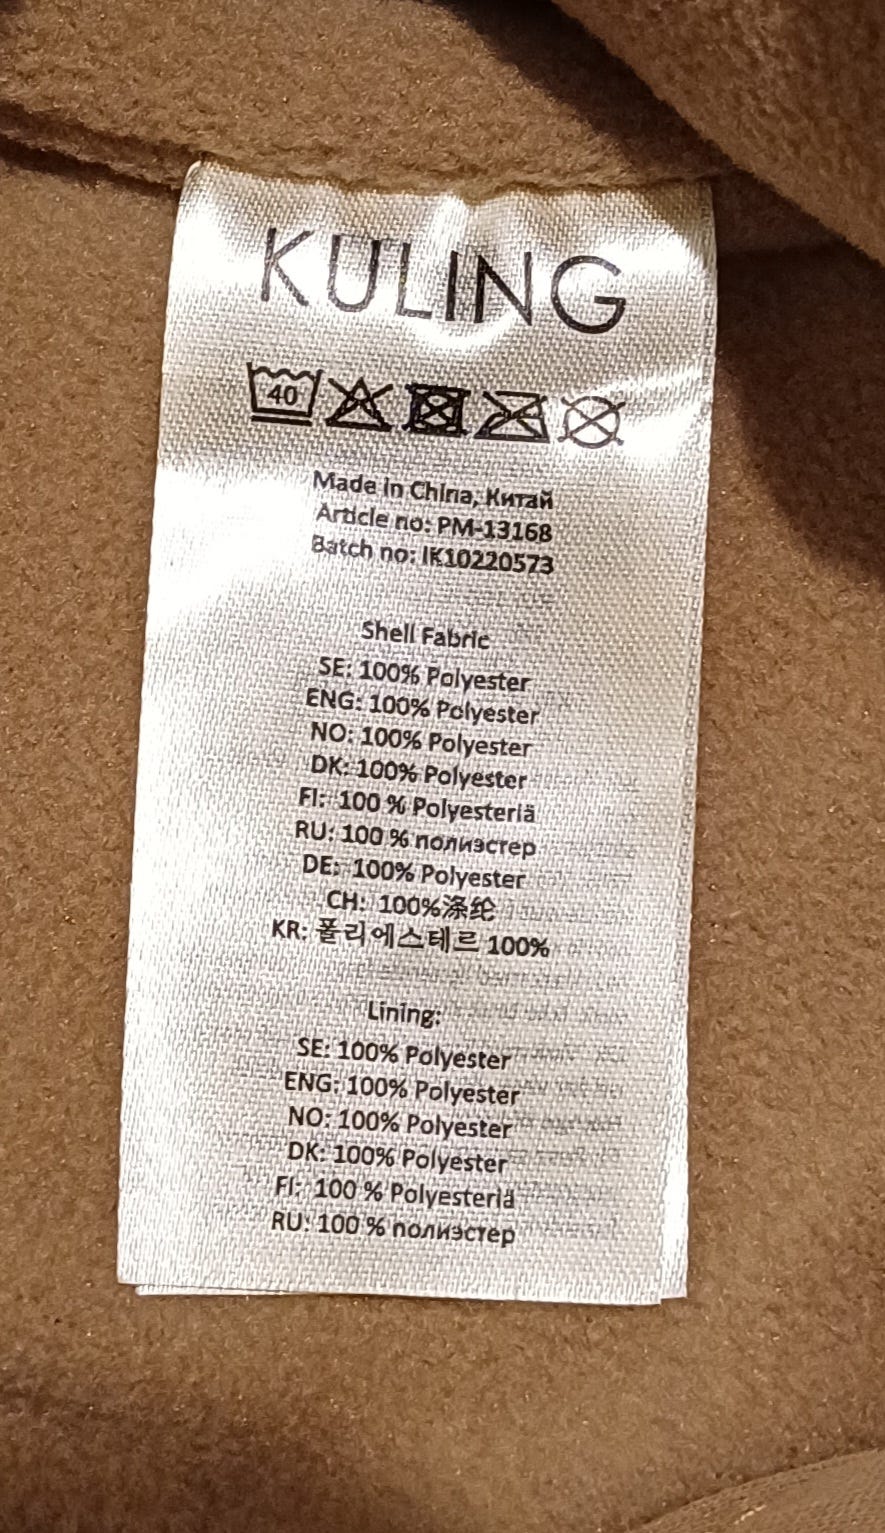 KULING
40
Made in China, Китай
Article no: PM-13168
Batch no: IK10220573
Shell Fabric
SE: 100% Polyester
ENG: 100% Polyester
NO: 100% Polyester
DK: 100% Polyester
FI: 100 % Polyesteriä
RU: 100 % полиэстер
DE: 100% Polyester
CH: 100%涤纶
KR: 폴리에스테르 100%
Lining:
SE: 100% Polyester
ENG: 100% Polyester
NO: 100% Polyester
DK: 100% Polyester
FI: 100 % Polyesteriä
RU: 100 % полиэстер